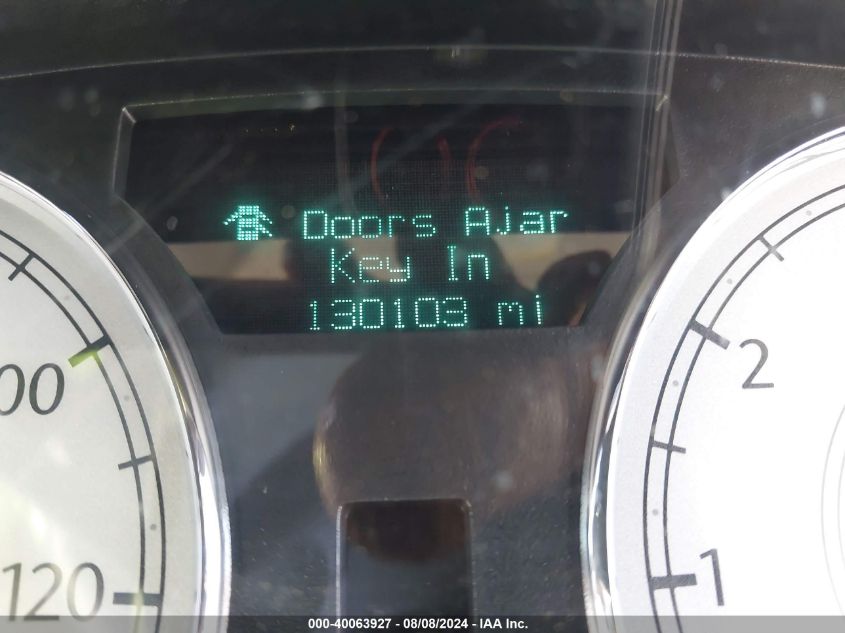 Doors Ajar
Key In
130103 mi
00
120
2
1
000-40063927 - 08/08/2024 - IAA Inc.